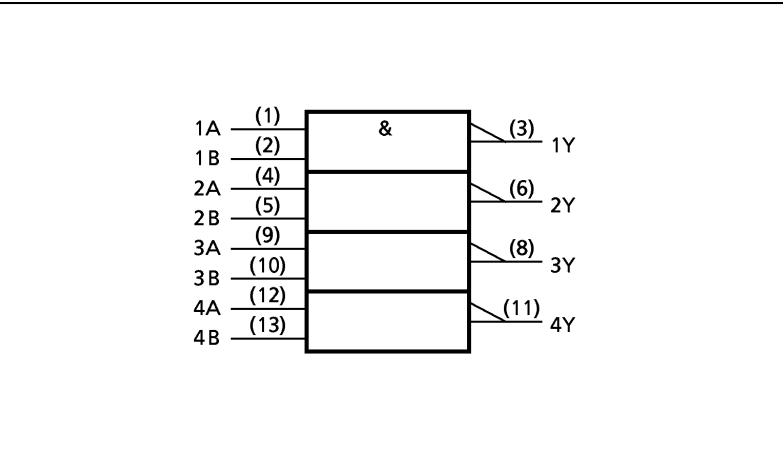 1A (1) & (3) 1Y
1B (2)
2A (4) (6) 2Y
2B (5)
3A (9) (8) 3Y
3B (10)
4A (12) (11) 4Y
4B (13)